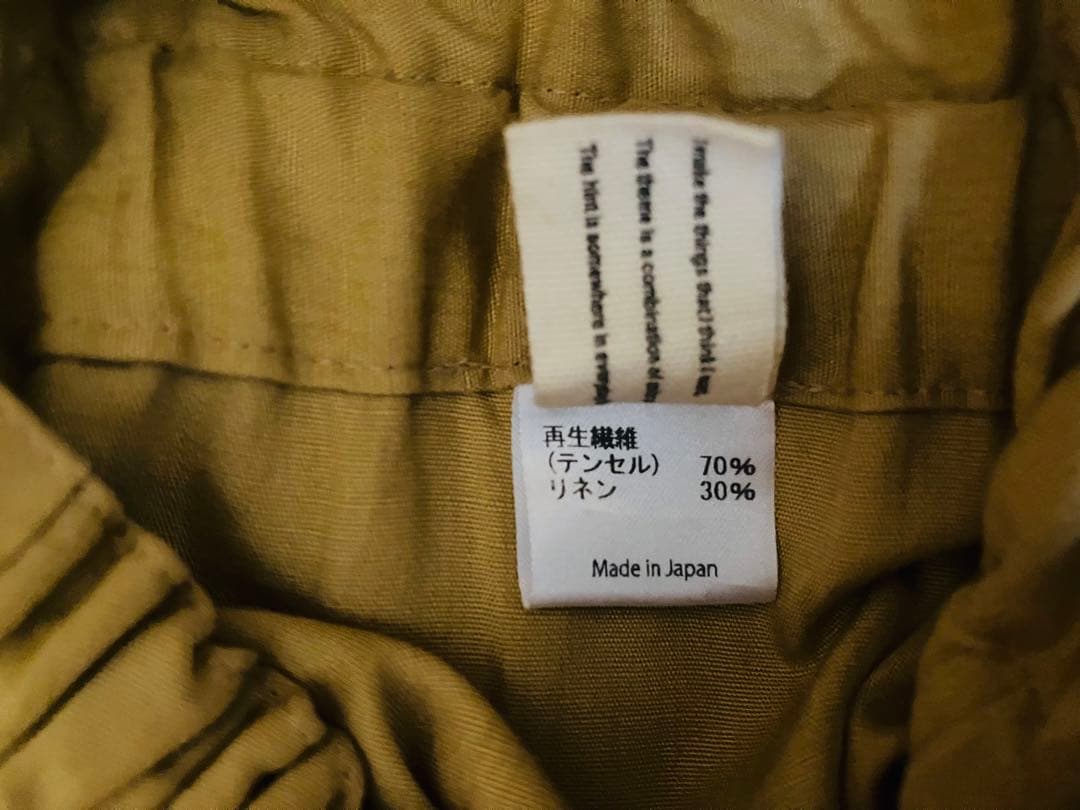 I make the things that I think I
The theme is a combination of
The hint is somewhere in
再生繊維
(テンセル) 70%
リネン 30%
Made in Japan